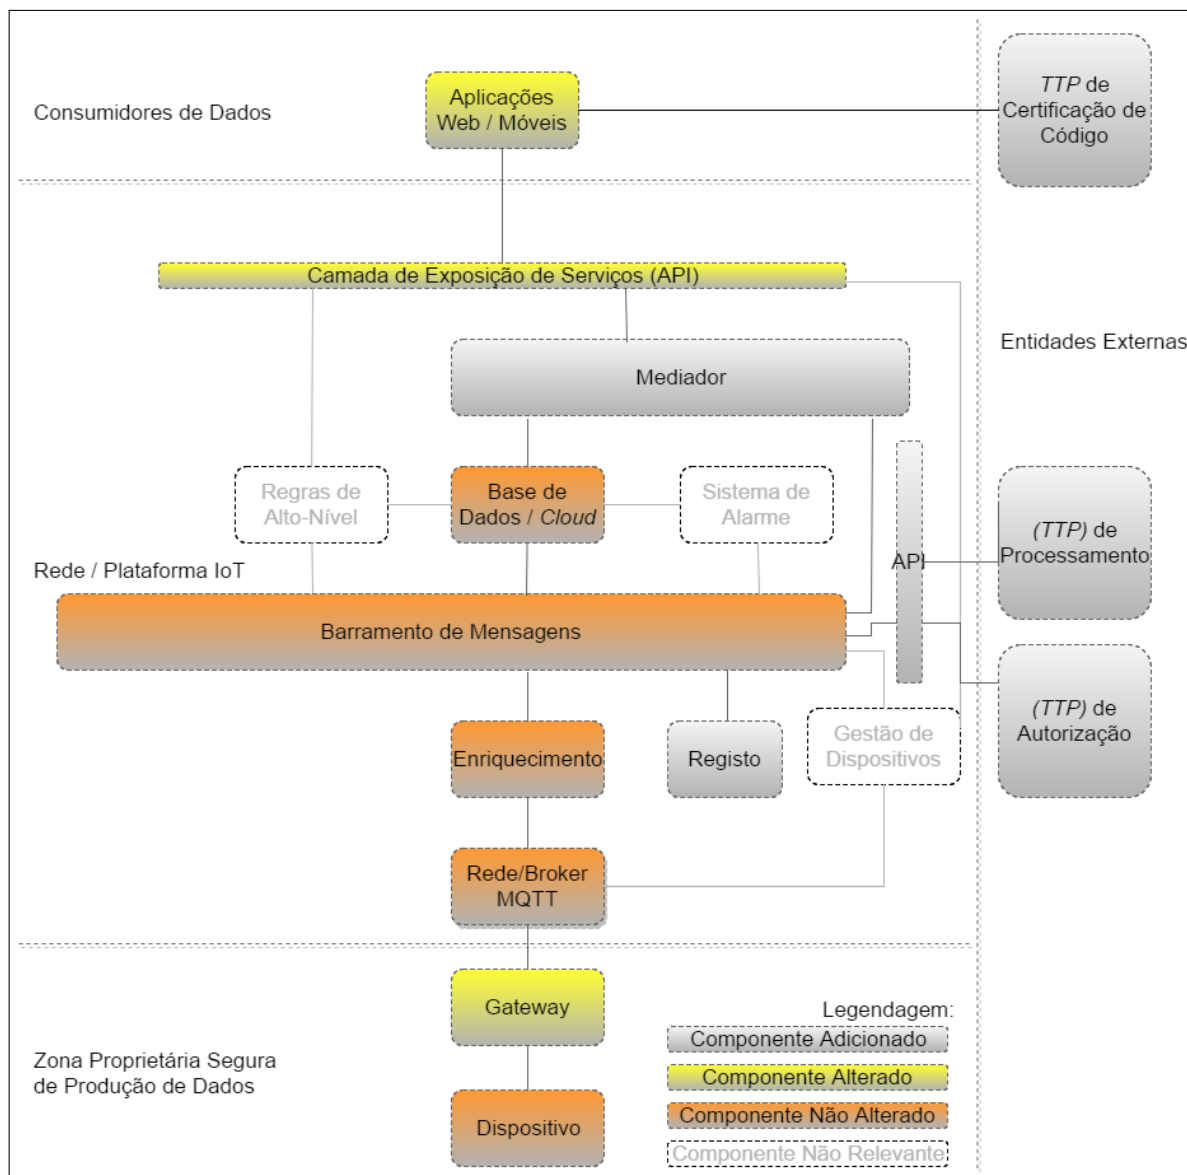 TTP de
Certificação de
Código
Aplicações
Web / Móveis
Consumidores de Dados
Camada de Exposição de Serviços (API)
Entidades Externas
Mediador
Regras de
Alto-Nível
Base de
Dados / Cloud
Sistema de
Alarme
API
(TTP) de
Processamento
Rede / Plataforma IoT
Barramento de Mensagens
(TTP) de
Autorização
Enriquecimento
Registo
Gestão de
Dispositivos
Rede/Broker
MQTT
Gateway
Zona Proprietária Segura
de Produção de Dados
Dispositivo
Legendagem:
Componente Adicionado
Componente Alterado
Componente Não Alterado
Componente Não Relevante